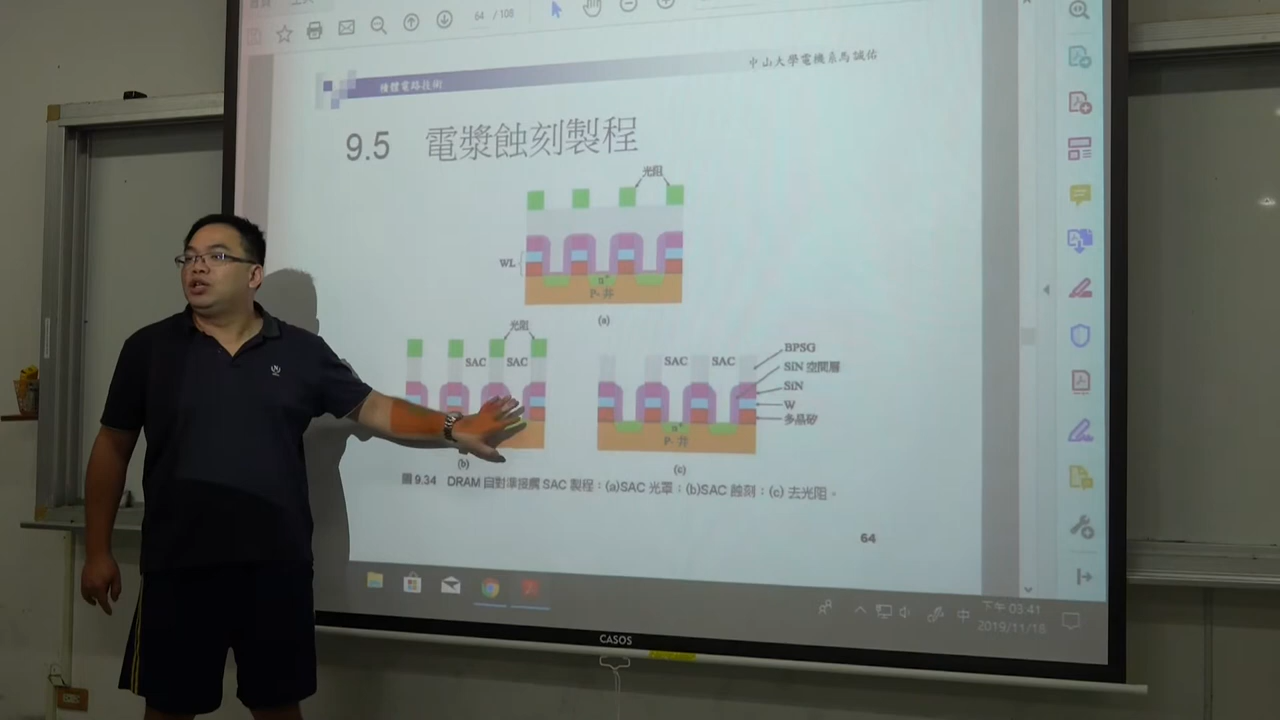 64 / 108
積體電路技術
中山大學電機系馬誠佑
9.5 電漿蝕刻製程
光阻
WL
n+
P-井
(a)
光阻
SAC
SAC
(b)
SAC
SAC
BPSG
SiN 空間層
SiN
W
多晶矽
n+
P-井
(c)
圖 9.34 DRAM 自對準接觸 SAC 製程：(a)SAC 光罩；(b)SAC 蝕刻；(c) 去光阻。
64
中
下午 03:41
2019/11/18
CASOS